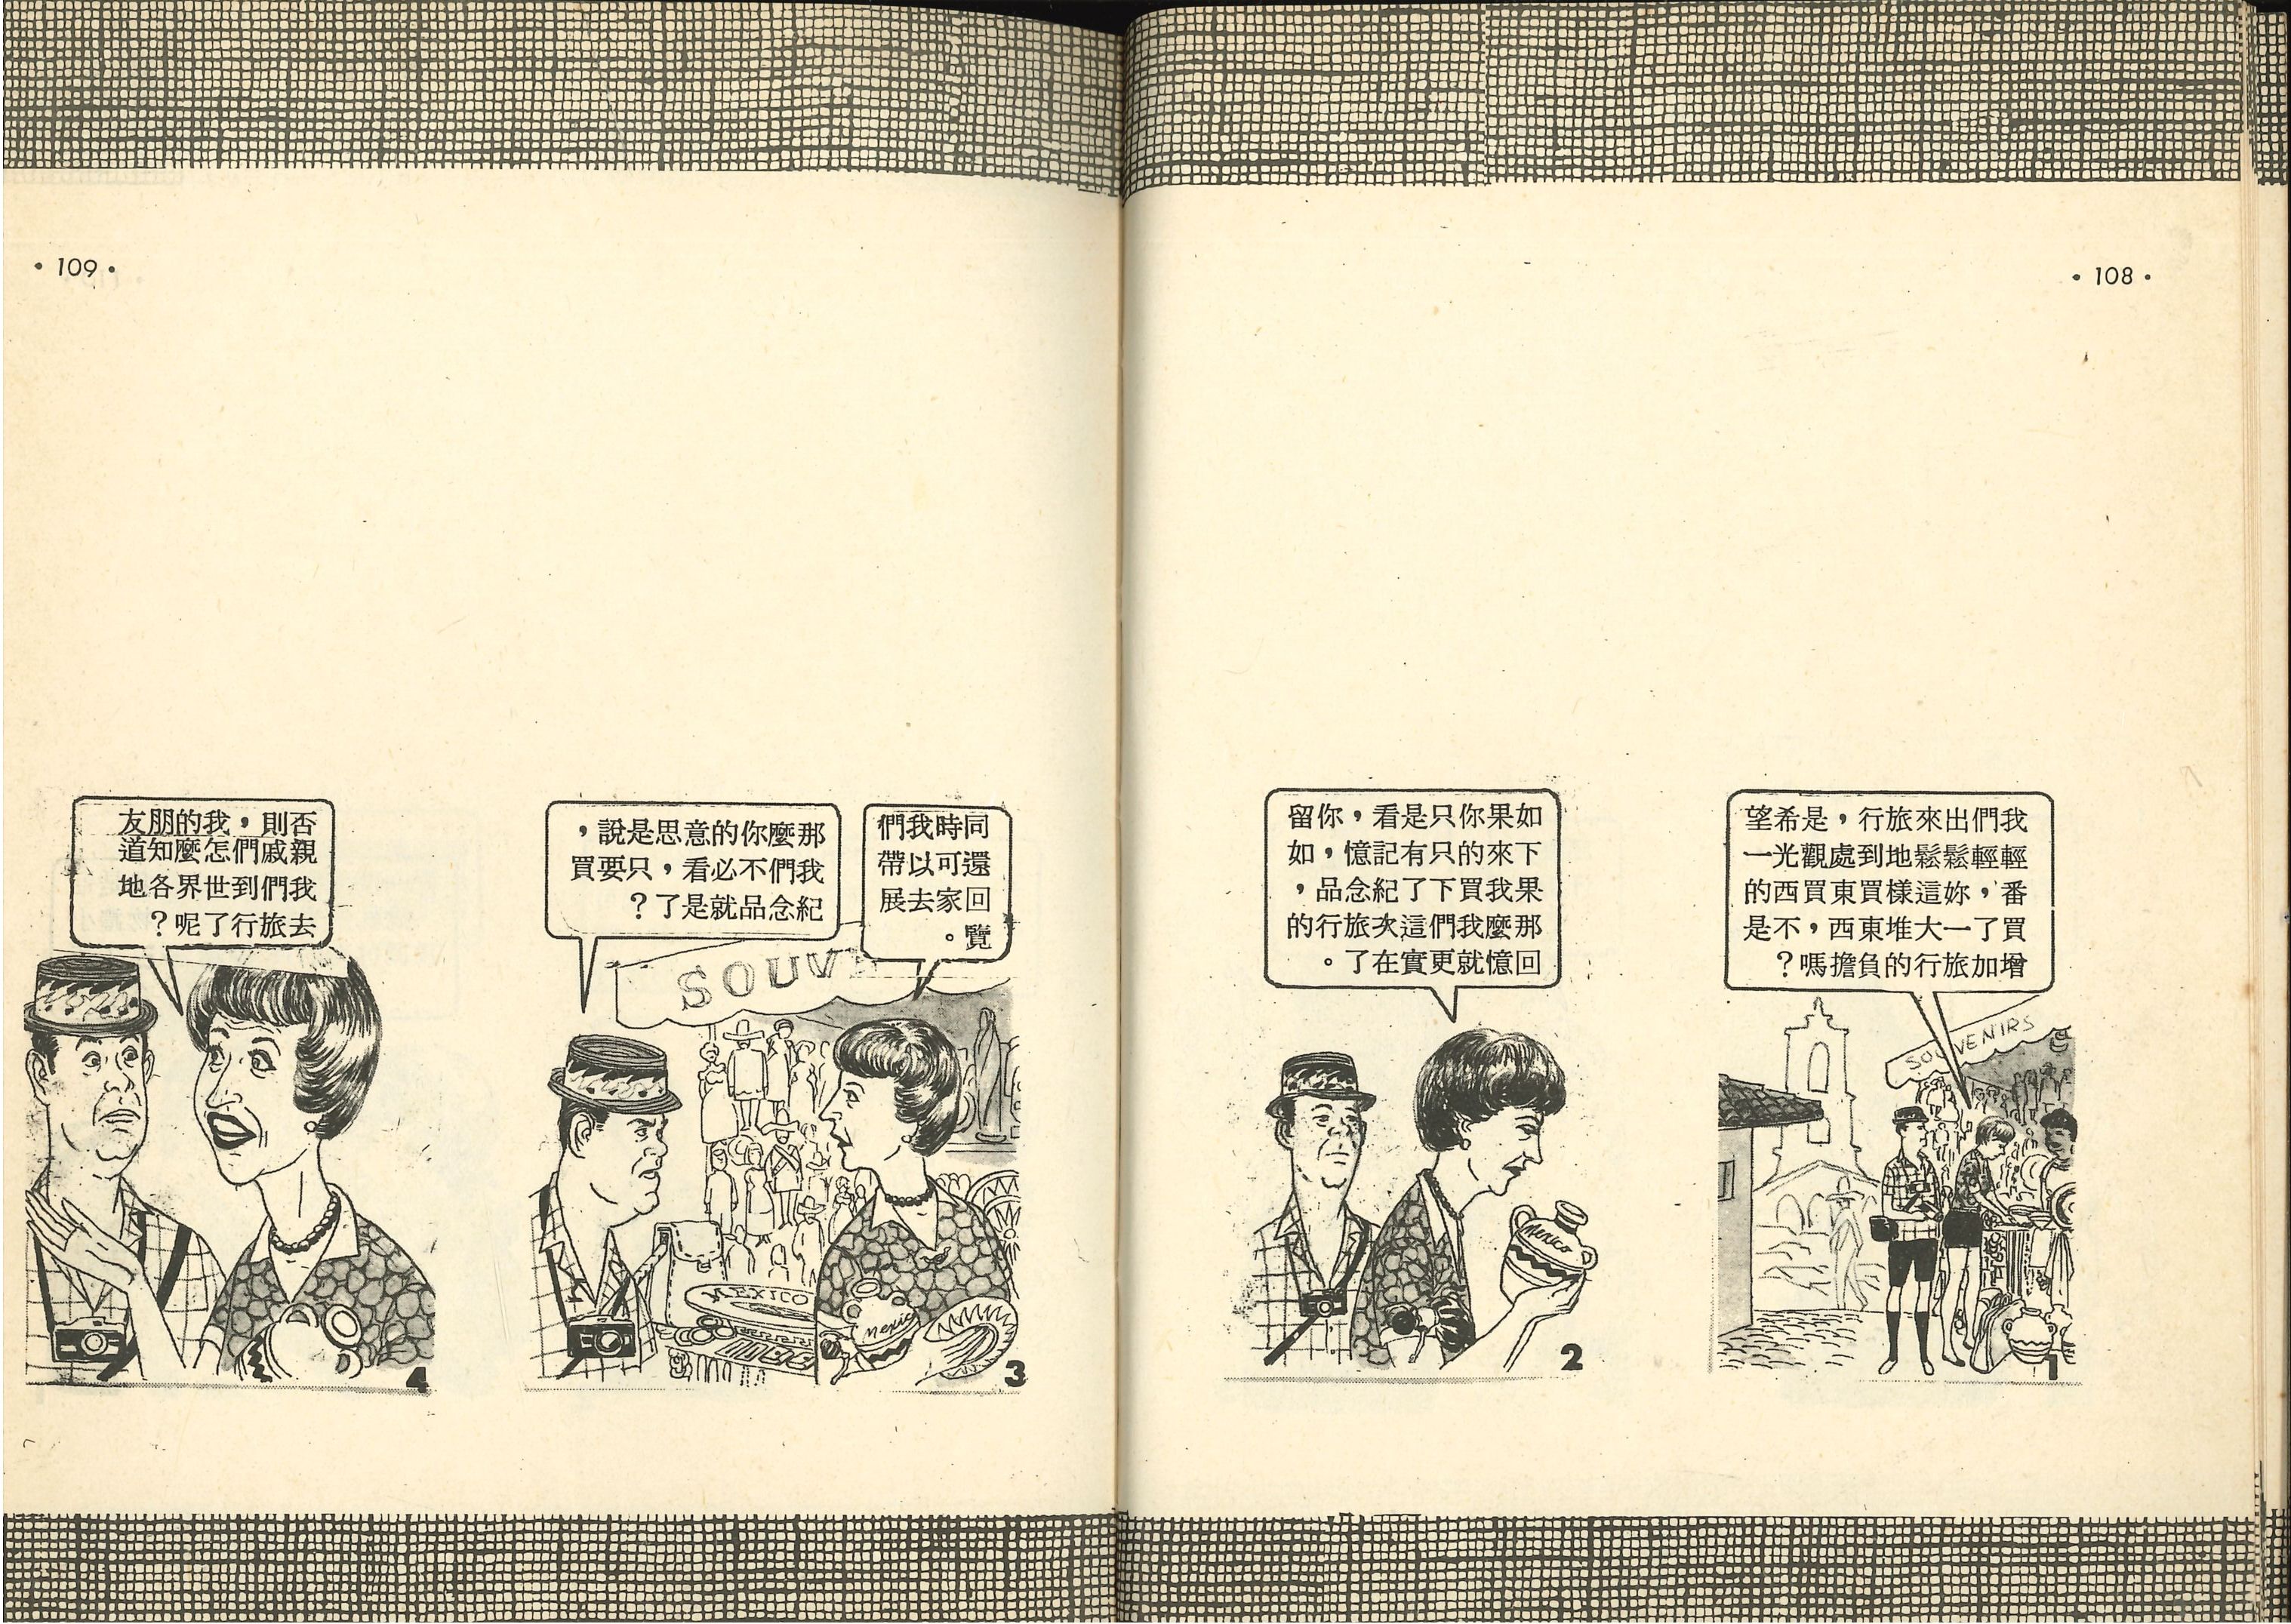 • 108 •
我們出來旅行，是希望
輕輕鬆鬆地到處觀光一
番，妳這樣買東買西的
買了一大堆東西，不是
增加旅行的負擔嗎？
SOUVENIRS
1
如果你只是看，你留
下來的只有記憶，如
果我買下了紀念品，
那麼我們這次旅行的
回憶就更實在了。
Mexico
2
• 109 •
同時我們
還可以帶
回家去展
覽。
那麼你的意思是說，
我們不必看，只要買
紀念品就是了？
SOUV
MEXICO
Mexico
3
否則，我的朋友
親戚們怎麼知道
我們到世界各地
去旅行了呢？
4